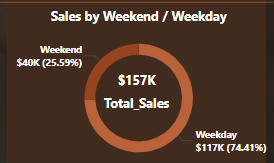 Sales by Weekend / Weekday
Weekend
$40K (25.59%)
$157K
Total_Sales
Weekday
$117K (74.41%)